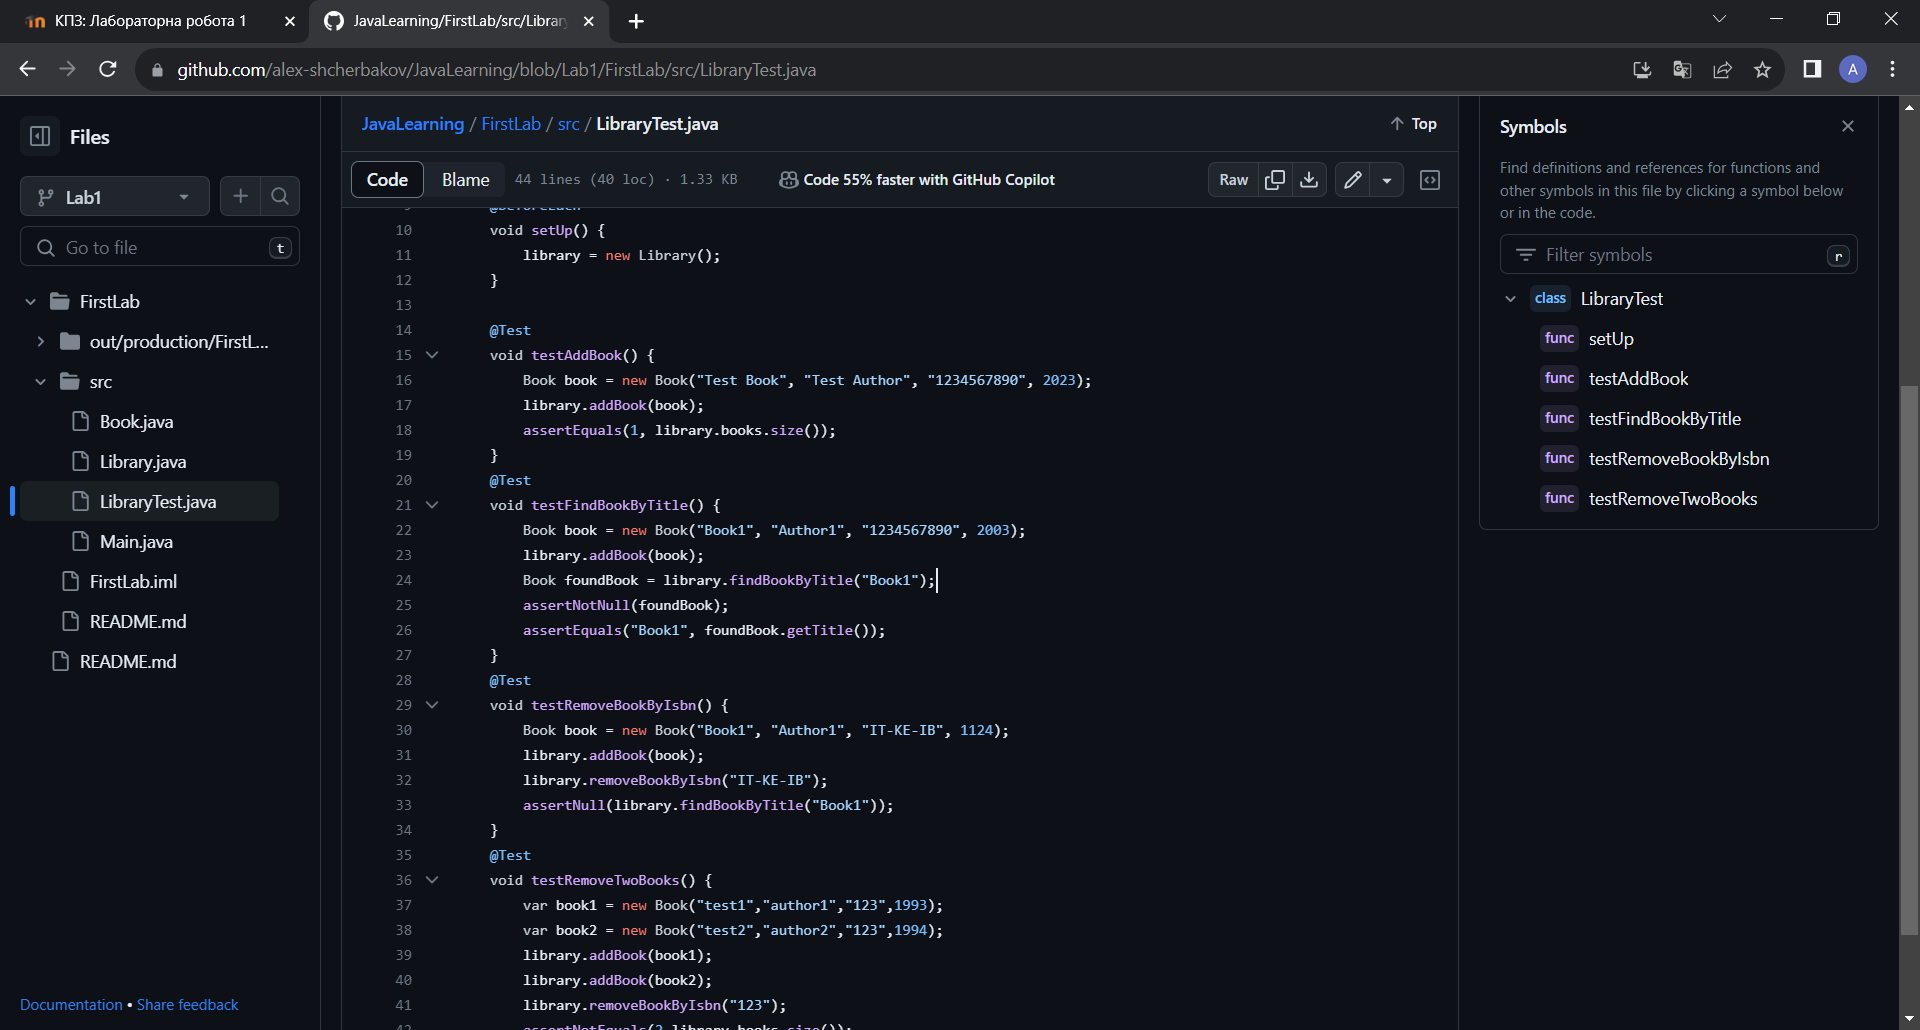 КПЗ: Лабораторна робота 1
JavaLearning/FirstLab/src/Librar
github.com/alex-shcherbakov/JavaLearning/blob/Lab1/FirstLab/src/LibraryTest.java
A
Files
Lab1
Go to file
t
FirstLab
out/production/FirstL...
src
Book.java
Library.java
LibraryTest.java
Main.java
FirstLab.iml
README.md
README.md
Documentation • Share feedback
JavaLearning / FirstLab / src / LibraryTest.java
Top
Code Blame 44 lines (40 loc) · 1.33 KB Code 55% faster with GitHub Copilot Raw
10 void setUp() {
11 library = new Library();
12 }
13
14 @Test
15 void testAddBook() {
16 Book book = new Book("Test Book", "Test Author", "1234567890", 2023);
17 library.addBook(book);
18 assertEquals(1, library.books.size());
19 }
20 @Test
21 void testFindBookByTitle() {
22 Book book = new Book("Book1", "Author1", "1234567890", 2003);
23 library.addBook(book);
24 Book foundBook = library.findBookByTitle("Book1");
25 assertNotNull(foundBook);
26 assertEquals("Book1", foundBook.getTitle());
27 }
28 @Test
29 void testRemoveBookByIsbn() {
30 Book book = new Book("Book1", "Author1", "IT-KE-IB", 1124);
31 library.addBook(book);
32 library.removeBookByIsbn("IT-KE-IB");
33 assertNull(library.findBookByTitle("Book1"));
34 }
35 @Test
36 void testRemoveTwoBooks() {
37 var book1 = new Book("test1","author1","123",1993);
38 var book2 = new Book("test2","author2","123",1994);
39 library.addBook(book1);
40 library.addBook(book2);
41 library.removeBookByIsbn("123");
Symbols
Find definitions and references for functions and
other symbols in this file by clicking a symbol below
or in the code.
Filter symbols
r
class LibraryTest
func setUp
func testAddBook
func testFindBookByTitle
func testRemoveBookByIsbn
func testRemoveTwoBooks